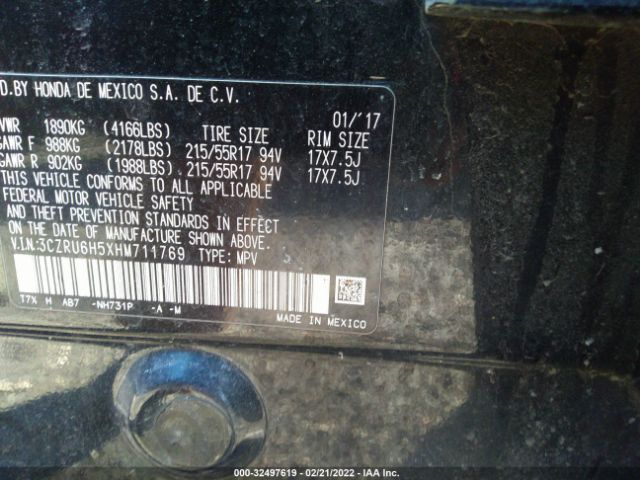 D.BY HONDA DE MEXICO S.A. DE C.V.
01/'17
VWR 1890KG (4166LBS) TIRE SIZE RIM SIZE
GAWR F 988KG (2178LBS) 215/55R17 94V 17X7.5J
GAWR R 902KG (1988LBS) 215/55R17 94V 17X7.5J
THIS VEHICLE CONFORMS TO ALL APPLICABLE
FEDERAL MOTOR VEHICLE SAFETY
AND THEFT PREVENTION STANDARDS IN EFFECT
ON THE DATE OF MANUFACTURE SHOWN ABOVE.
V.I.N:3CZRU6H5XHM711769 TYPE: MPV
T7X H AB7 -NH731P -A -M
MADE IN MEXICO
000-32497619 - 02/21/2022 - IAA Inc.